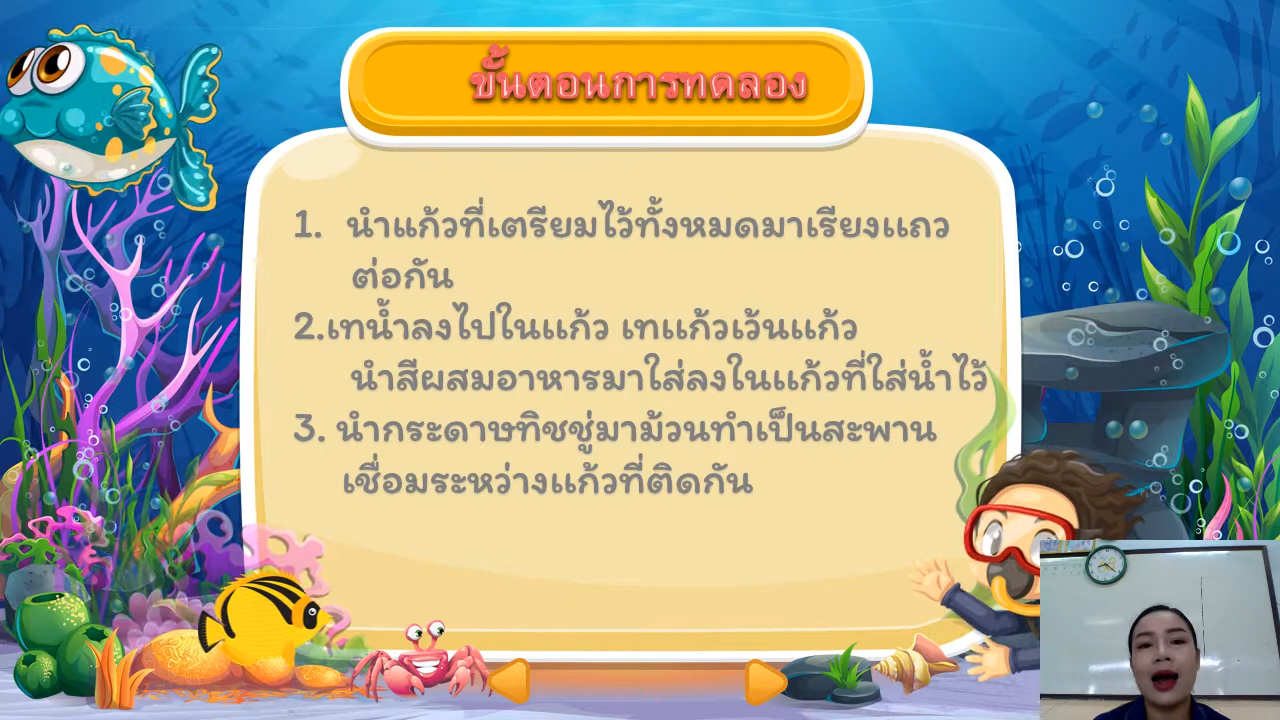 ขั้นตอนการทดลอง
1. นำแก้วที่เตรียมไว้ทั้งหมดมาเรียงแถว
ต่อกัน
2.เทน้ำลงไปในแก้ว เทแก้วเว้นแก้ว
นำสีผสมอาหารมาใส่ลงในแก้วที่ใส่น้ำไว้
3. นำกระดาษทิชชู่มาม้วนทำเป็นสะพาน
เชื่อมระหว่างแก้วที่ติดกัน